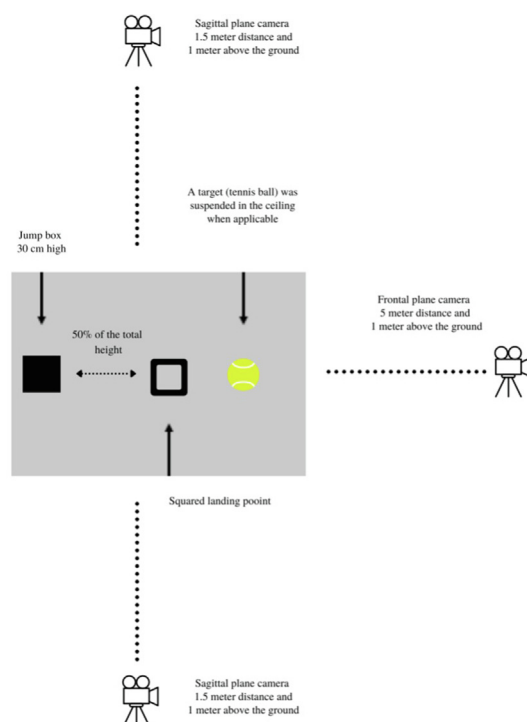 Sagittal plane camera
1.5 meter distance and
1 meter above the ground
A target (tennis ball) was
suspended in the ceiling
when applicable
Jump box
30 cm high
Frontal plane camera
5 meter distance and
1 meter above the ground
50% of the total
height
Squared landing pooint
Sagittal plane camera
1.5 meter distance and
1 meter above the ground